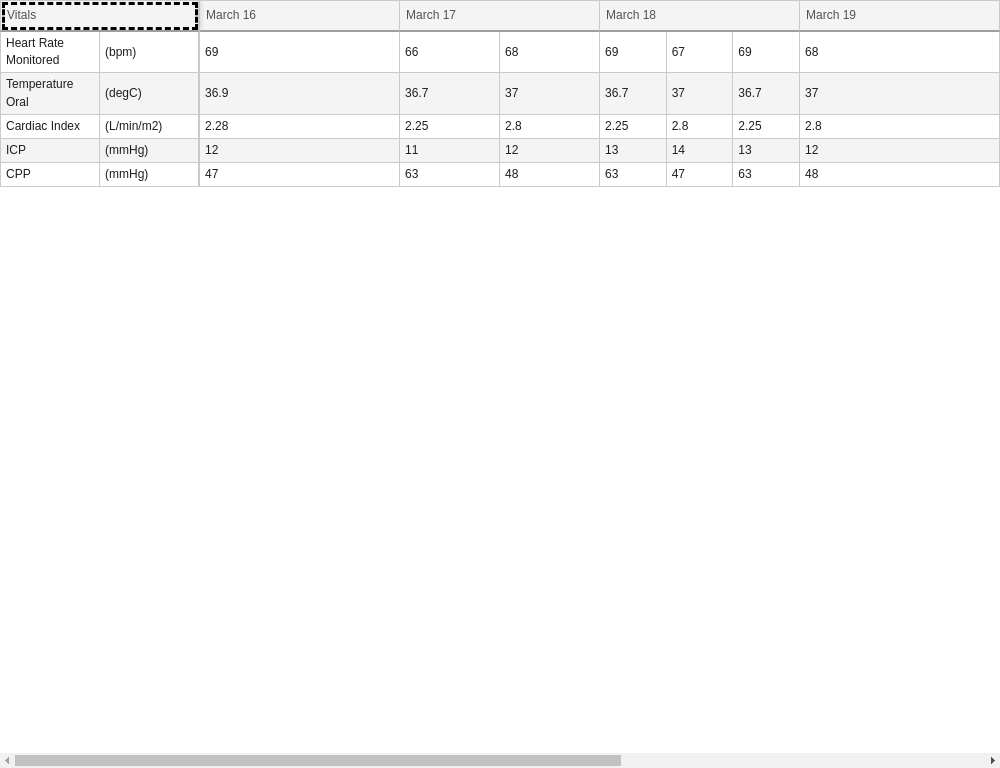 Vitals March 16 March 17 March 18 March 19
Heart Rate Monitored (bpm) 69 66 68 69 67 69 68
Temperature Oral (degC) 36.9 36.7 37 36.7 37 36.7 37
Cardiac Index (L/min/m2) 2.28 2.25 2.8 2.25 2.8 2.25 2.8
ICP (mmHg) 12 11 12 13 14 13 12
CPP (mmHg) 47 63 48 63 47 63 48